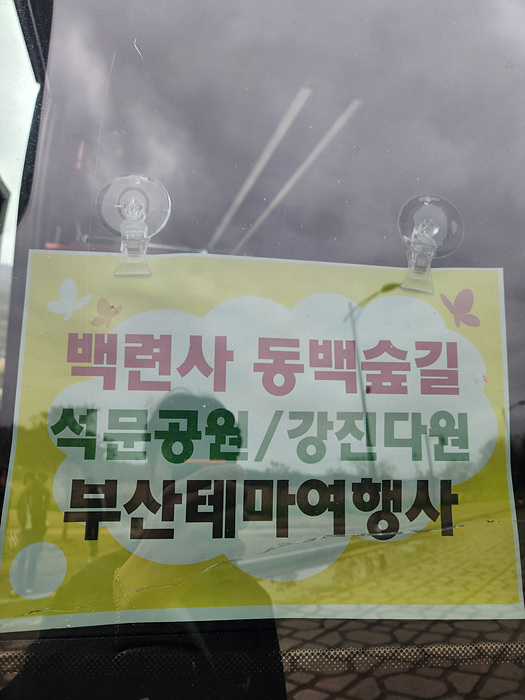 백련사 동백숲길
석문공원/강진다원
부산테마여행사